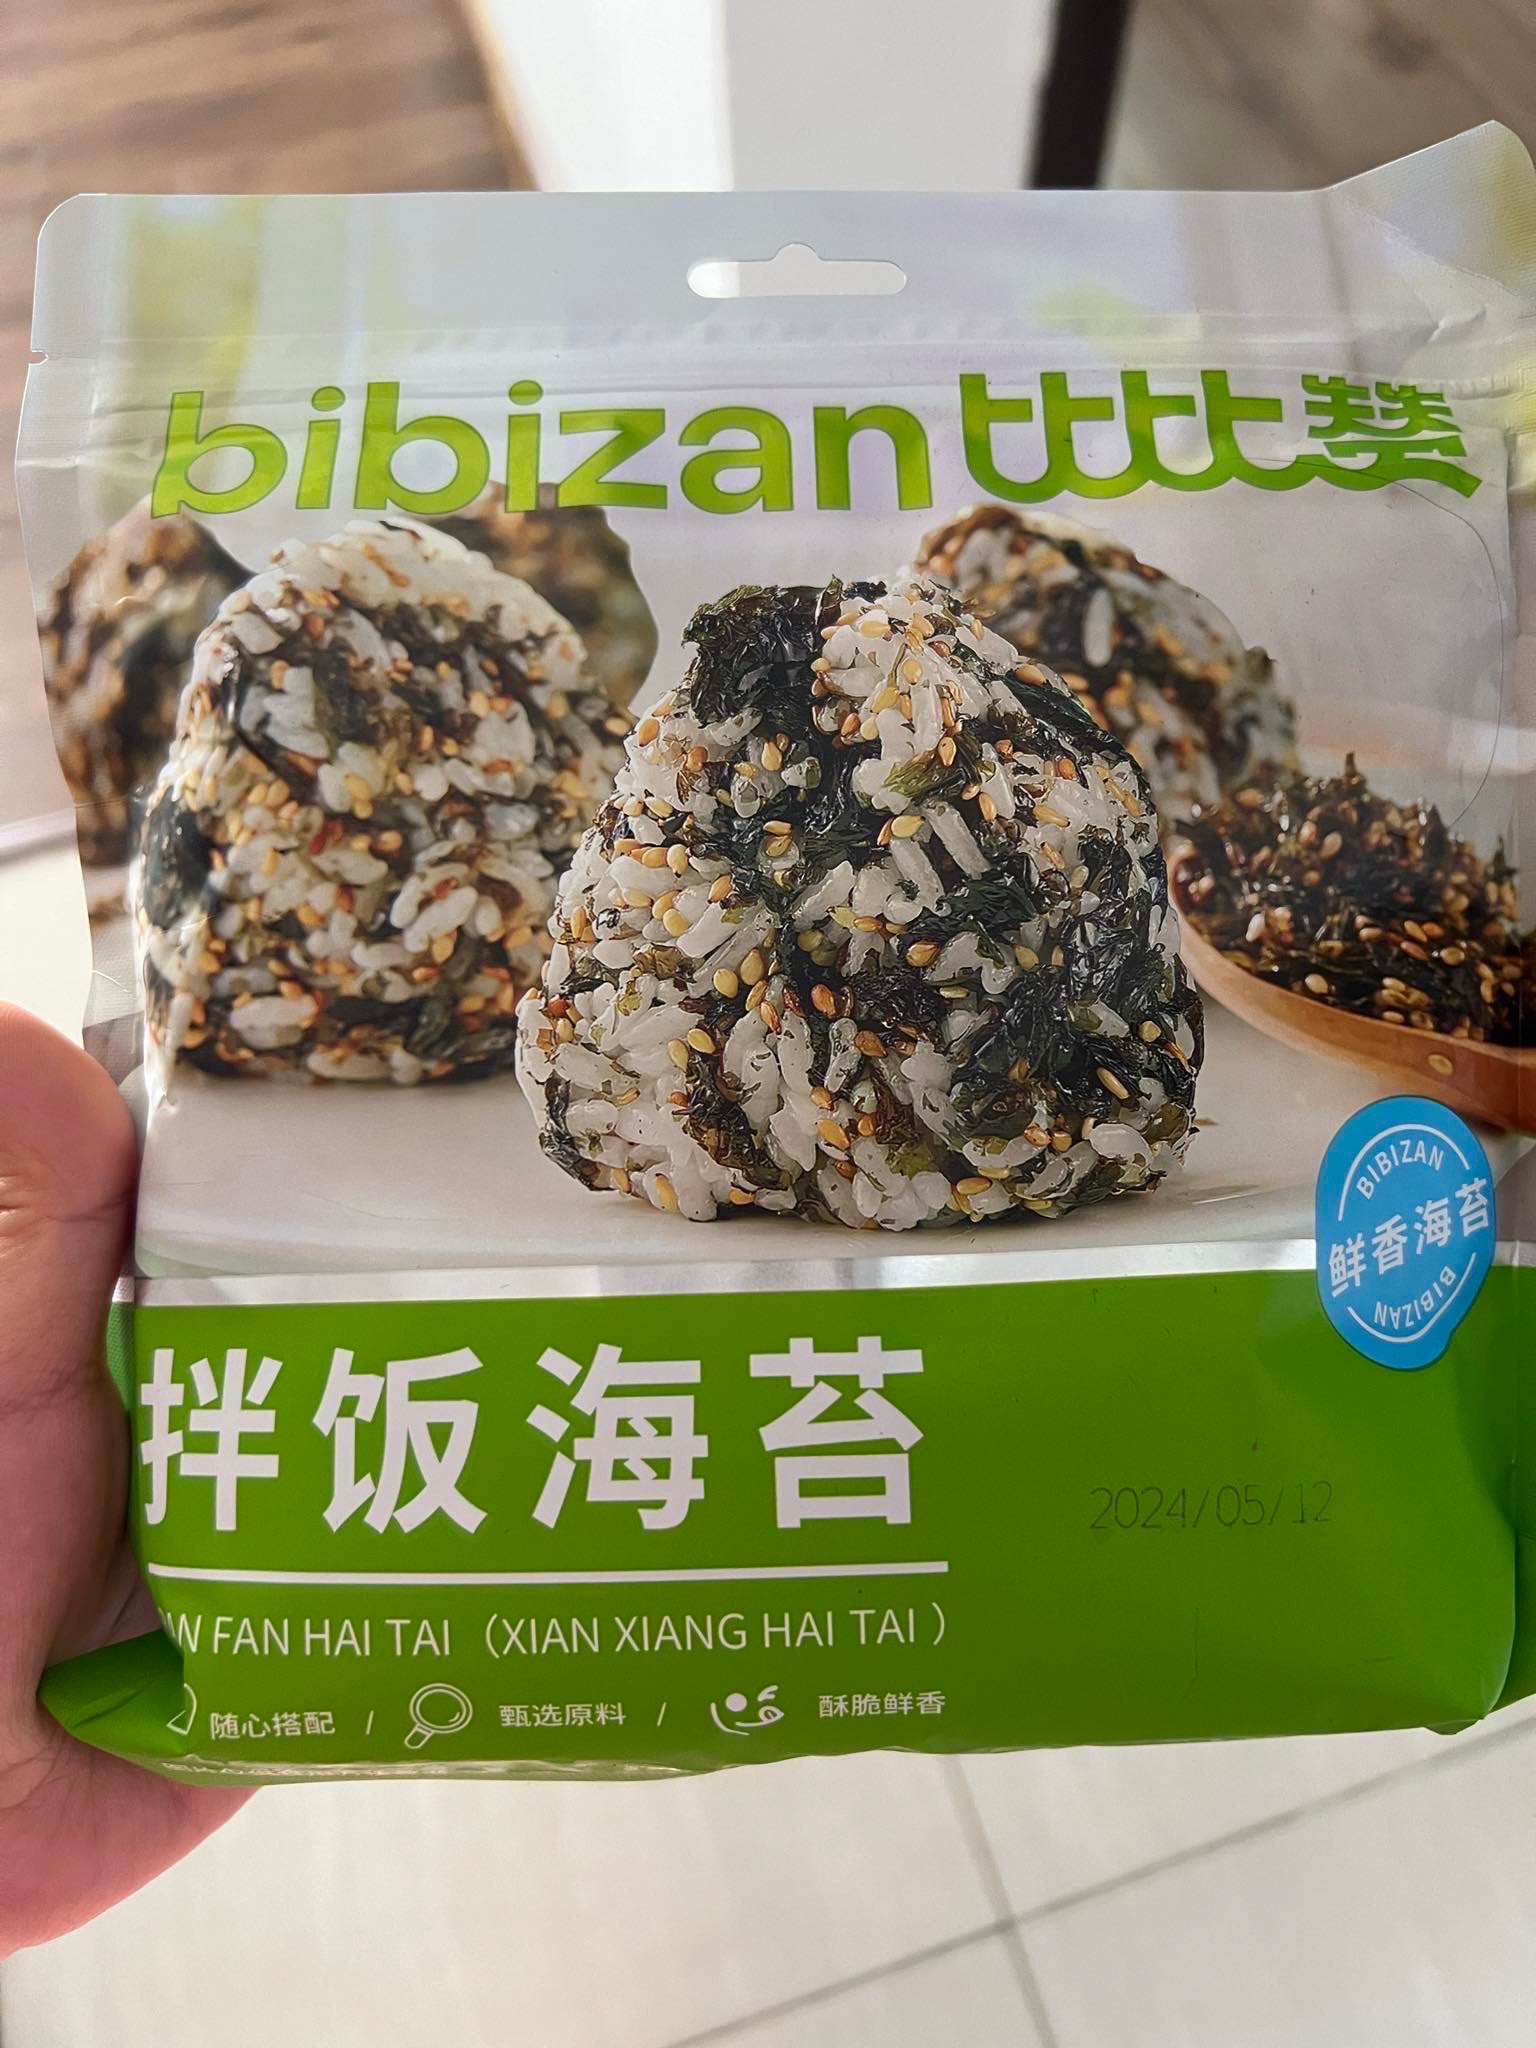 bibizan 比比赞
BIBIZAN
鲜香海苔
BIBIZAN
拌饭海苔
2024/05/12
FAN HAI TAI（XIAN XIANG HAI TAI）
随心搭配 / 甄选原料 / 酥脆鲜香